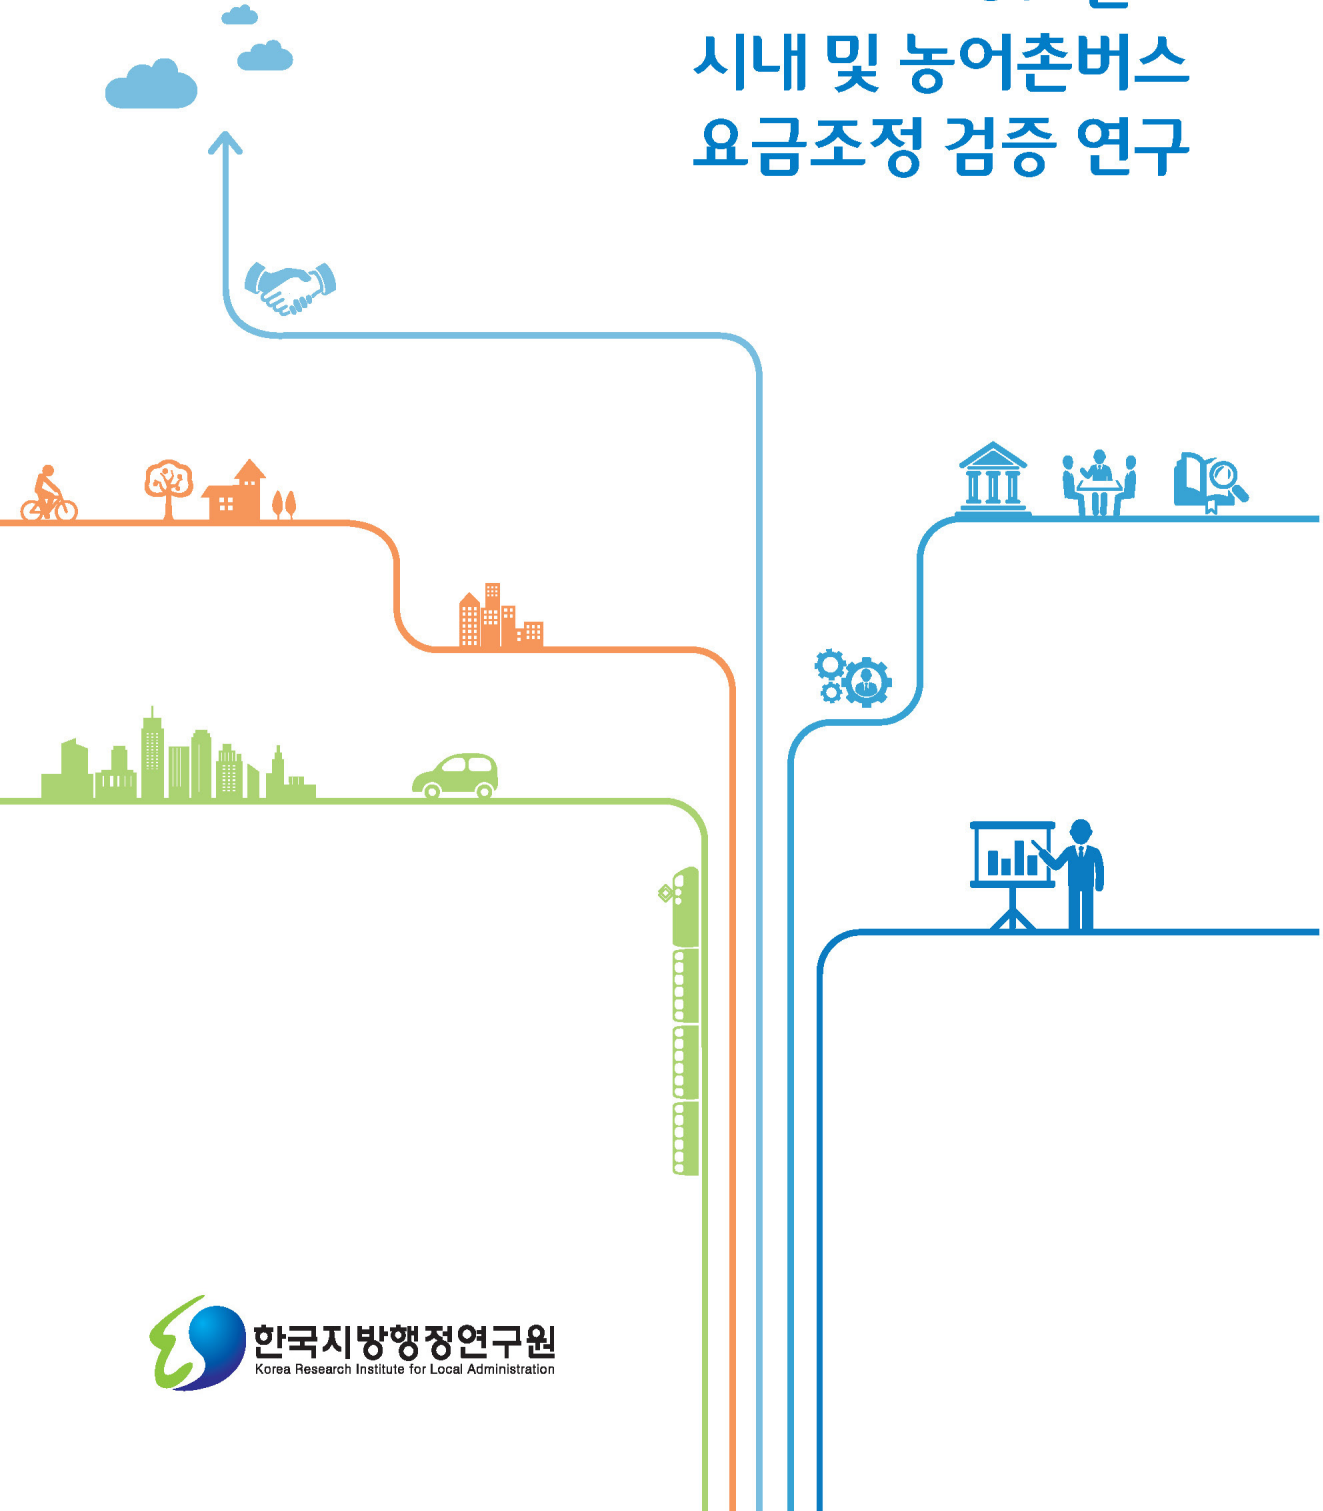 시내 및 농어촌버스
요금조정 검증 연구
한국지방행정연구원
Korea Research Institute for Local Administration